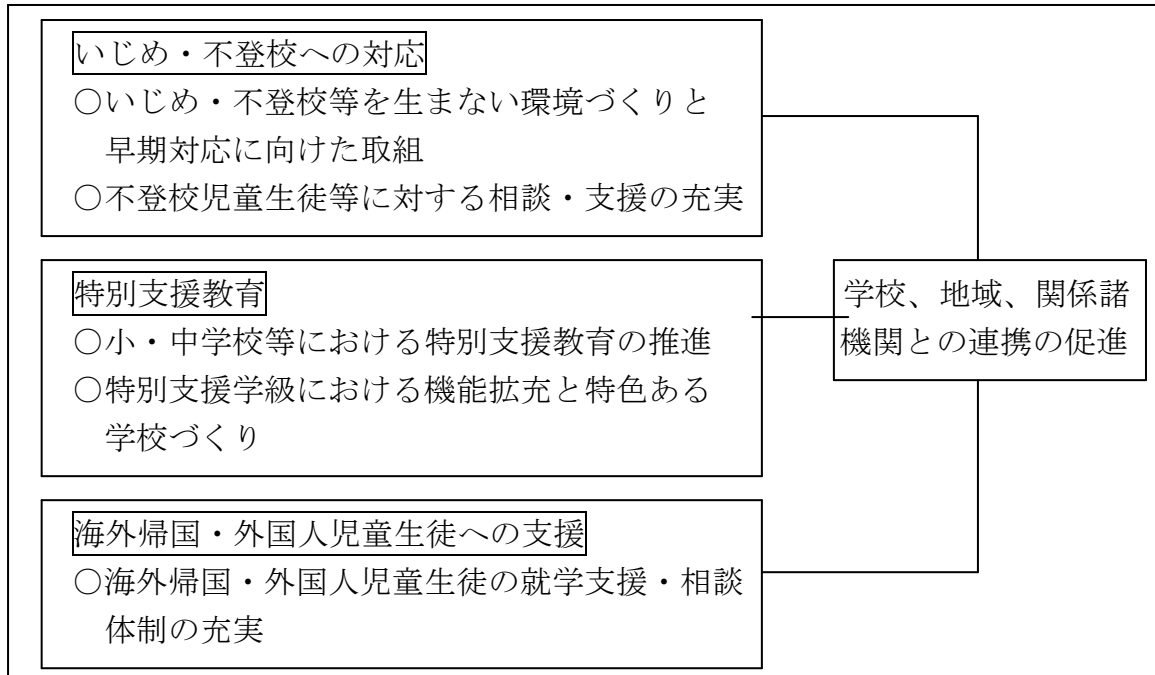 いじめ・不登校への対応
○いじめ・不登校等を生まない環境づくりと
早期対応に向けた取組
○不登校児童生徒等に対する相談・支援の充実
特別支援教育
○小・中学校等における特別支援教育の推進
○特別支援学級における機能拡充と特色ある
学校づくり
海外帰国・外国人児童生徒への支援
○海外帰国・外国人児童生徒の就学支援・相談
体制の充実
学校、地域、関係諸
機関との連携の促進